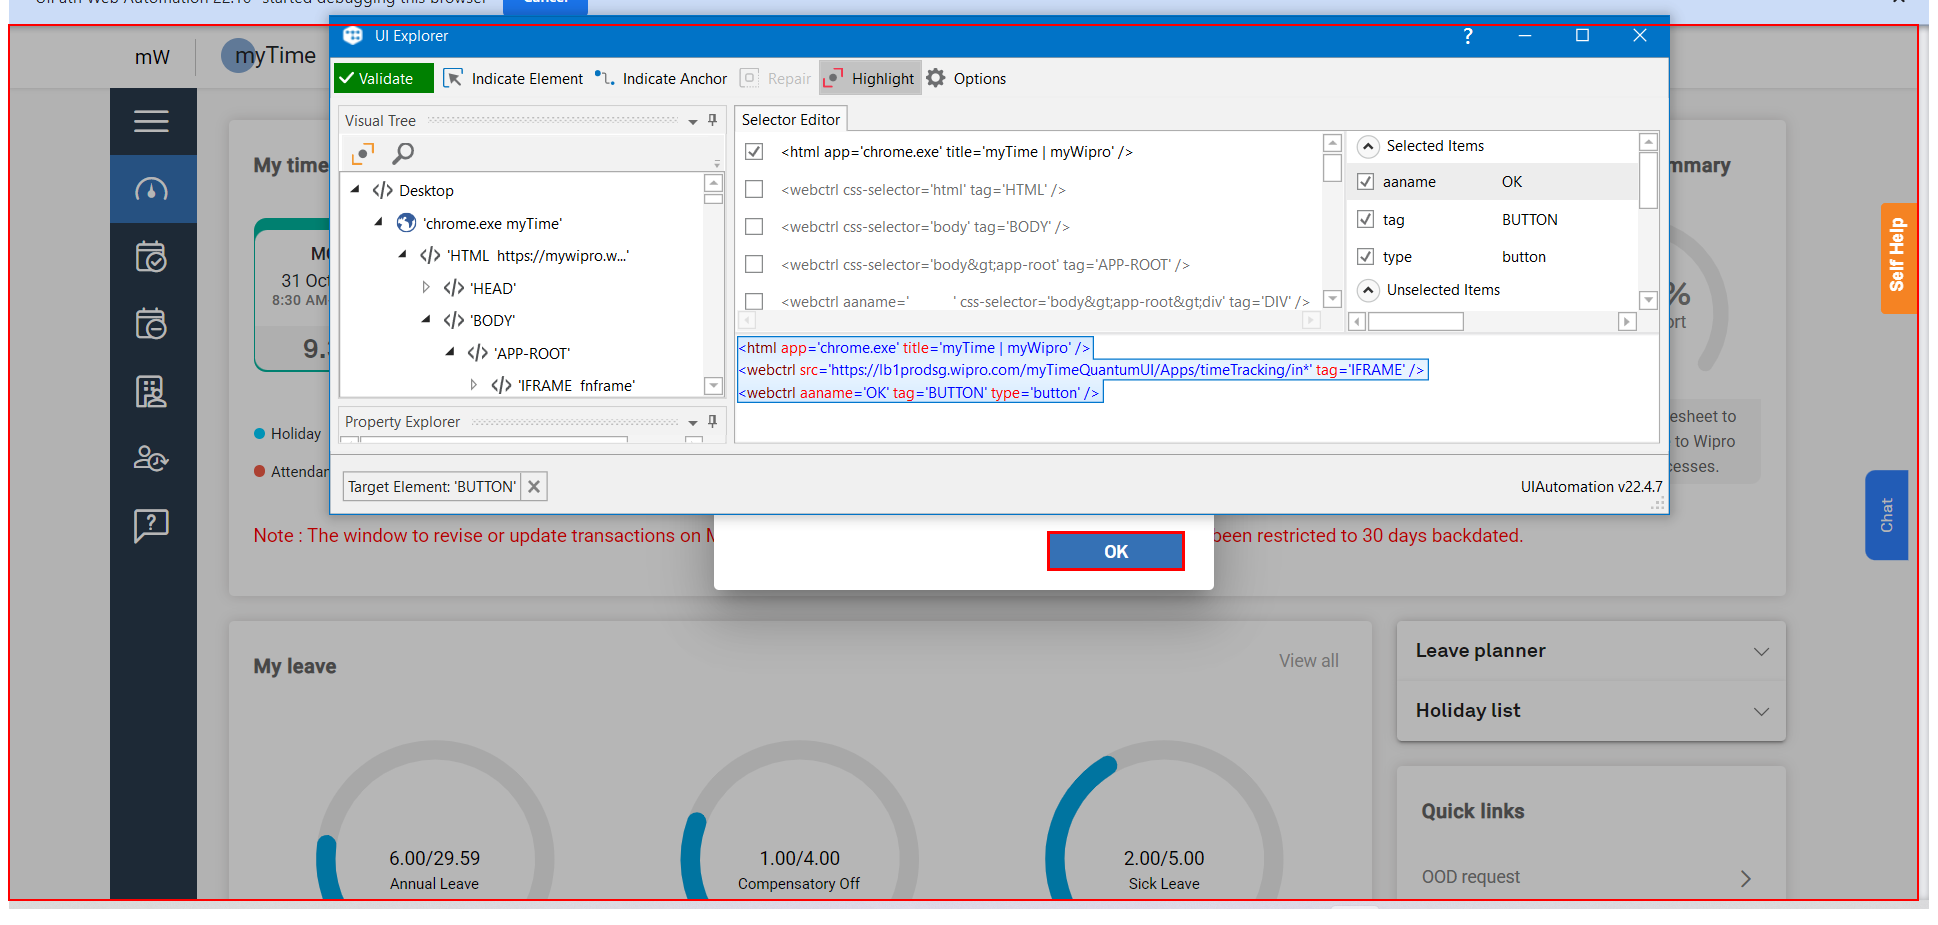 UI Explorer
?
mW
myTime
Validate
Indicate Element
Indicate Anchor
Repair
Highlight
Options
Visual Tree
Selector Editor
<html app='chrome.exe' title='myTime | myWipro' />
<webctrl css-selector='html' tag='HTML' />
<webctrl css-selector='body' tag='BODY' />
<webctrl css-selector='body&gt;app-root' tag='APP-ROOT' />
<webctrl aaname=' ' css-selector='body&gt;app-root&gt;div' tag='DIV' />
Selected Items
aaname OK
tag BUTTON
type button
Unselected Items
</> Desktop
'chrome.exe myTime'
</> 'HTML https://mywipro.w...'
</> 'HEAD'
</> 'BODY'
</> 'APP-ROOT'
</> 'IFRAME fnframe'
<html app='chrome.exe' title='myTime | myWipro' />
<webctrl src='https://lb1prodsg.wipro.com/myTimeQuantumUI/Apps/timeTracking/in*' tag='IFRAME' />
<webctrl aaname='OK' tag='BUTTON' type='button' />
Property Explorer
Target Element: 'BUTTON'
UIAutomation v22.4.7
My time
31 Oct
8:30 AM
Holiday
esheet to
to Wipro
Self Help
Chat
Note : The window to revise or update transactions on
been restricted to 30 days backdated.
OK
My leave
View all
Leave planner
Holiday list
6.00/29.59
Annual Leave
1.00/4.00
Compensatory Off
2.00/5.00
Sick Leave
Quick links
OOD request